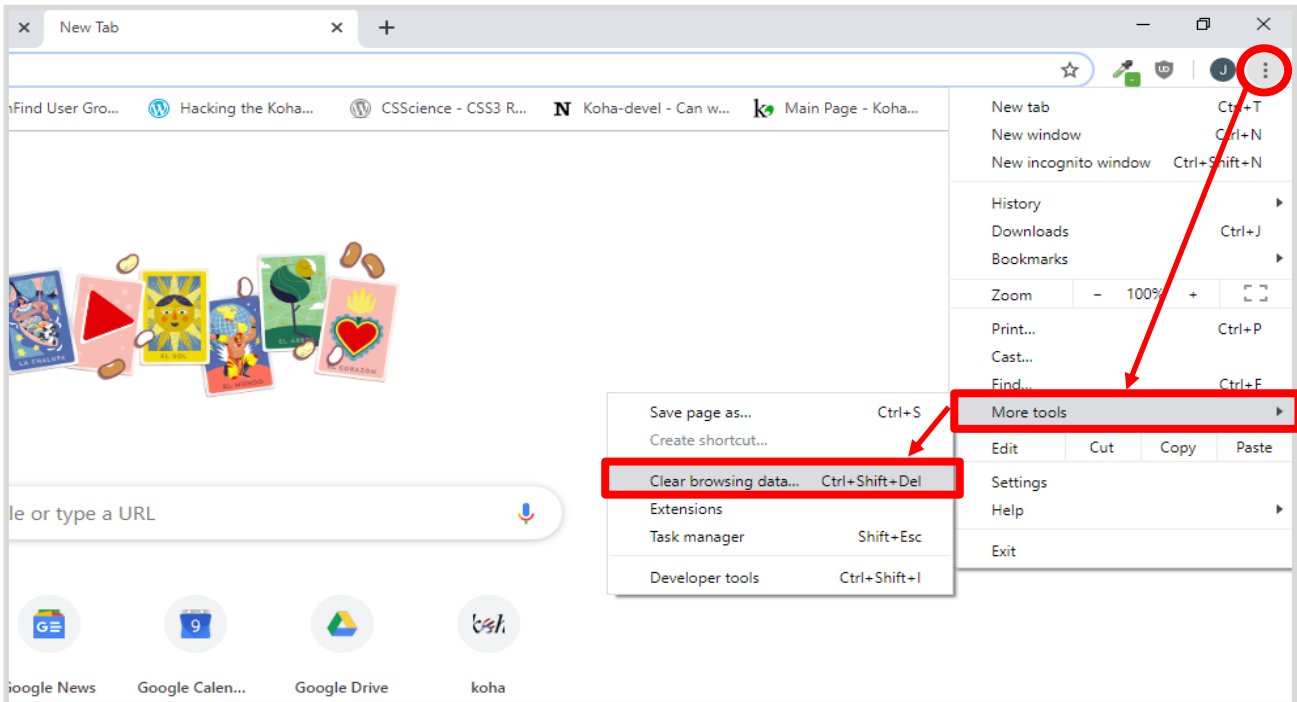 New Tab
nFind User Gro... Hacking the Koha... CSScience - CSS3 R... N Koha-devel - Can w... Main Page - Koha...
J
New tab Ctrl+T
New window Ctrl+N
New incognito window Ctrl+Shift+N
History
Downloads Ctrl+J
Bookmarks
Zoom - 100% +
Print... Ctrl+P
Cast...
Find... Ctrl+F
More tools
Edit Cut Copy Paste
Settings
Help
Exit
Save page as... Ctrl+S
Create shortcut...
Clear browsing data... Ctrl+Shift+Del
Extensions
Task manager Shift+Esc
Developer tools Ctrl+Shift+I
LA CHALUPA
EL SOL
EL MUNDO
EL ARBOL
EL CORAZON
le or type a URL
GE
9
koh
Google News Google Calen... Google Drive koha